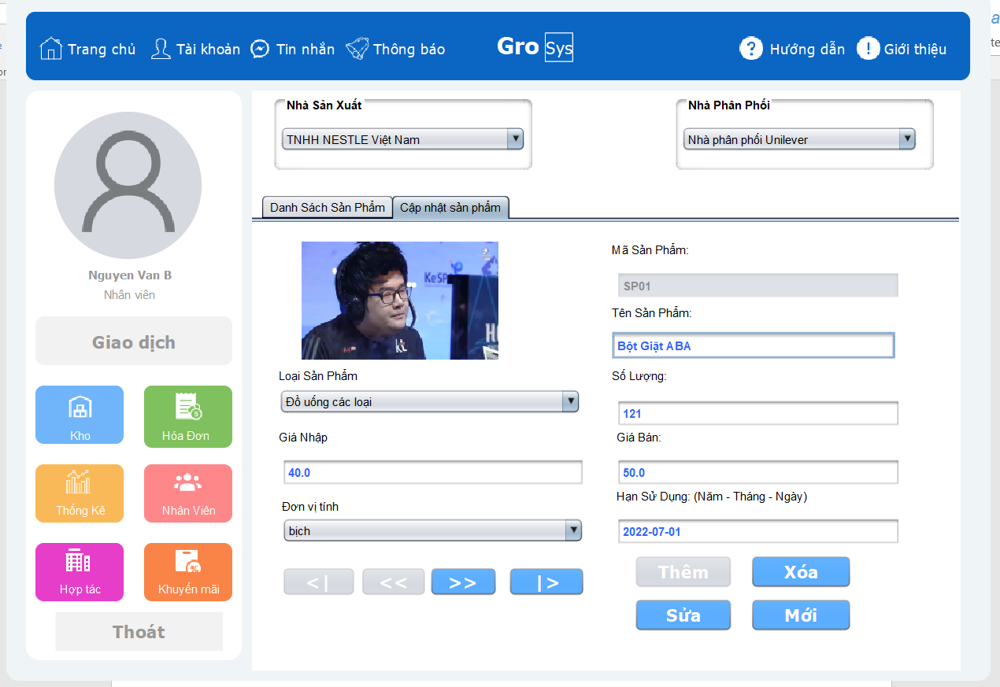 Trang chủ
Tài khoản
Tin nhắn
Thông báo
Gro Sys
? Hướng dẫn
! Giới thiệu
Nguyen Van B
Nhân viên
Giao dịch
Kho
Hóa Đơn
Thống Kê
Nhân Viên
Hợp tác
Khuyến mãi
Thoát
Nhà Sản Xuất
TNHH NESTLE Việt Nam
Nhà Phân Phối
Nhà phân phối Unilever
Danh Sách Sản Phẩm
Cập nhật sản phẩm
KeSP
kt
Loại Sản Phẩm
Đồ uống các loại
Giá Nhập
40.0
Đơn vị tính
bịch
<|
<<
>>
|>
Mã Sản Phẩm:
SP01
Tên Sản Phẩm:
Bột Giặt ABA
Số Lượng:
121
Giá Bán:
50.0
Hạn Sử Dụng: (Năm - Tháng - Ngày)
2022-07-01
Thêm
Xóa
Sửa
Mới